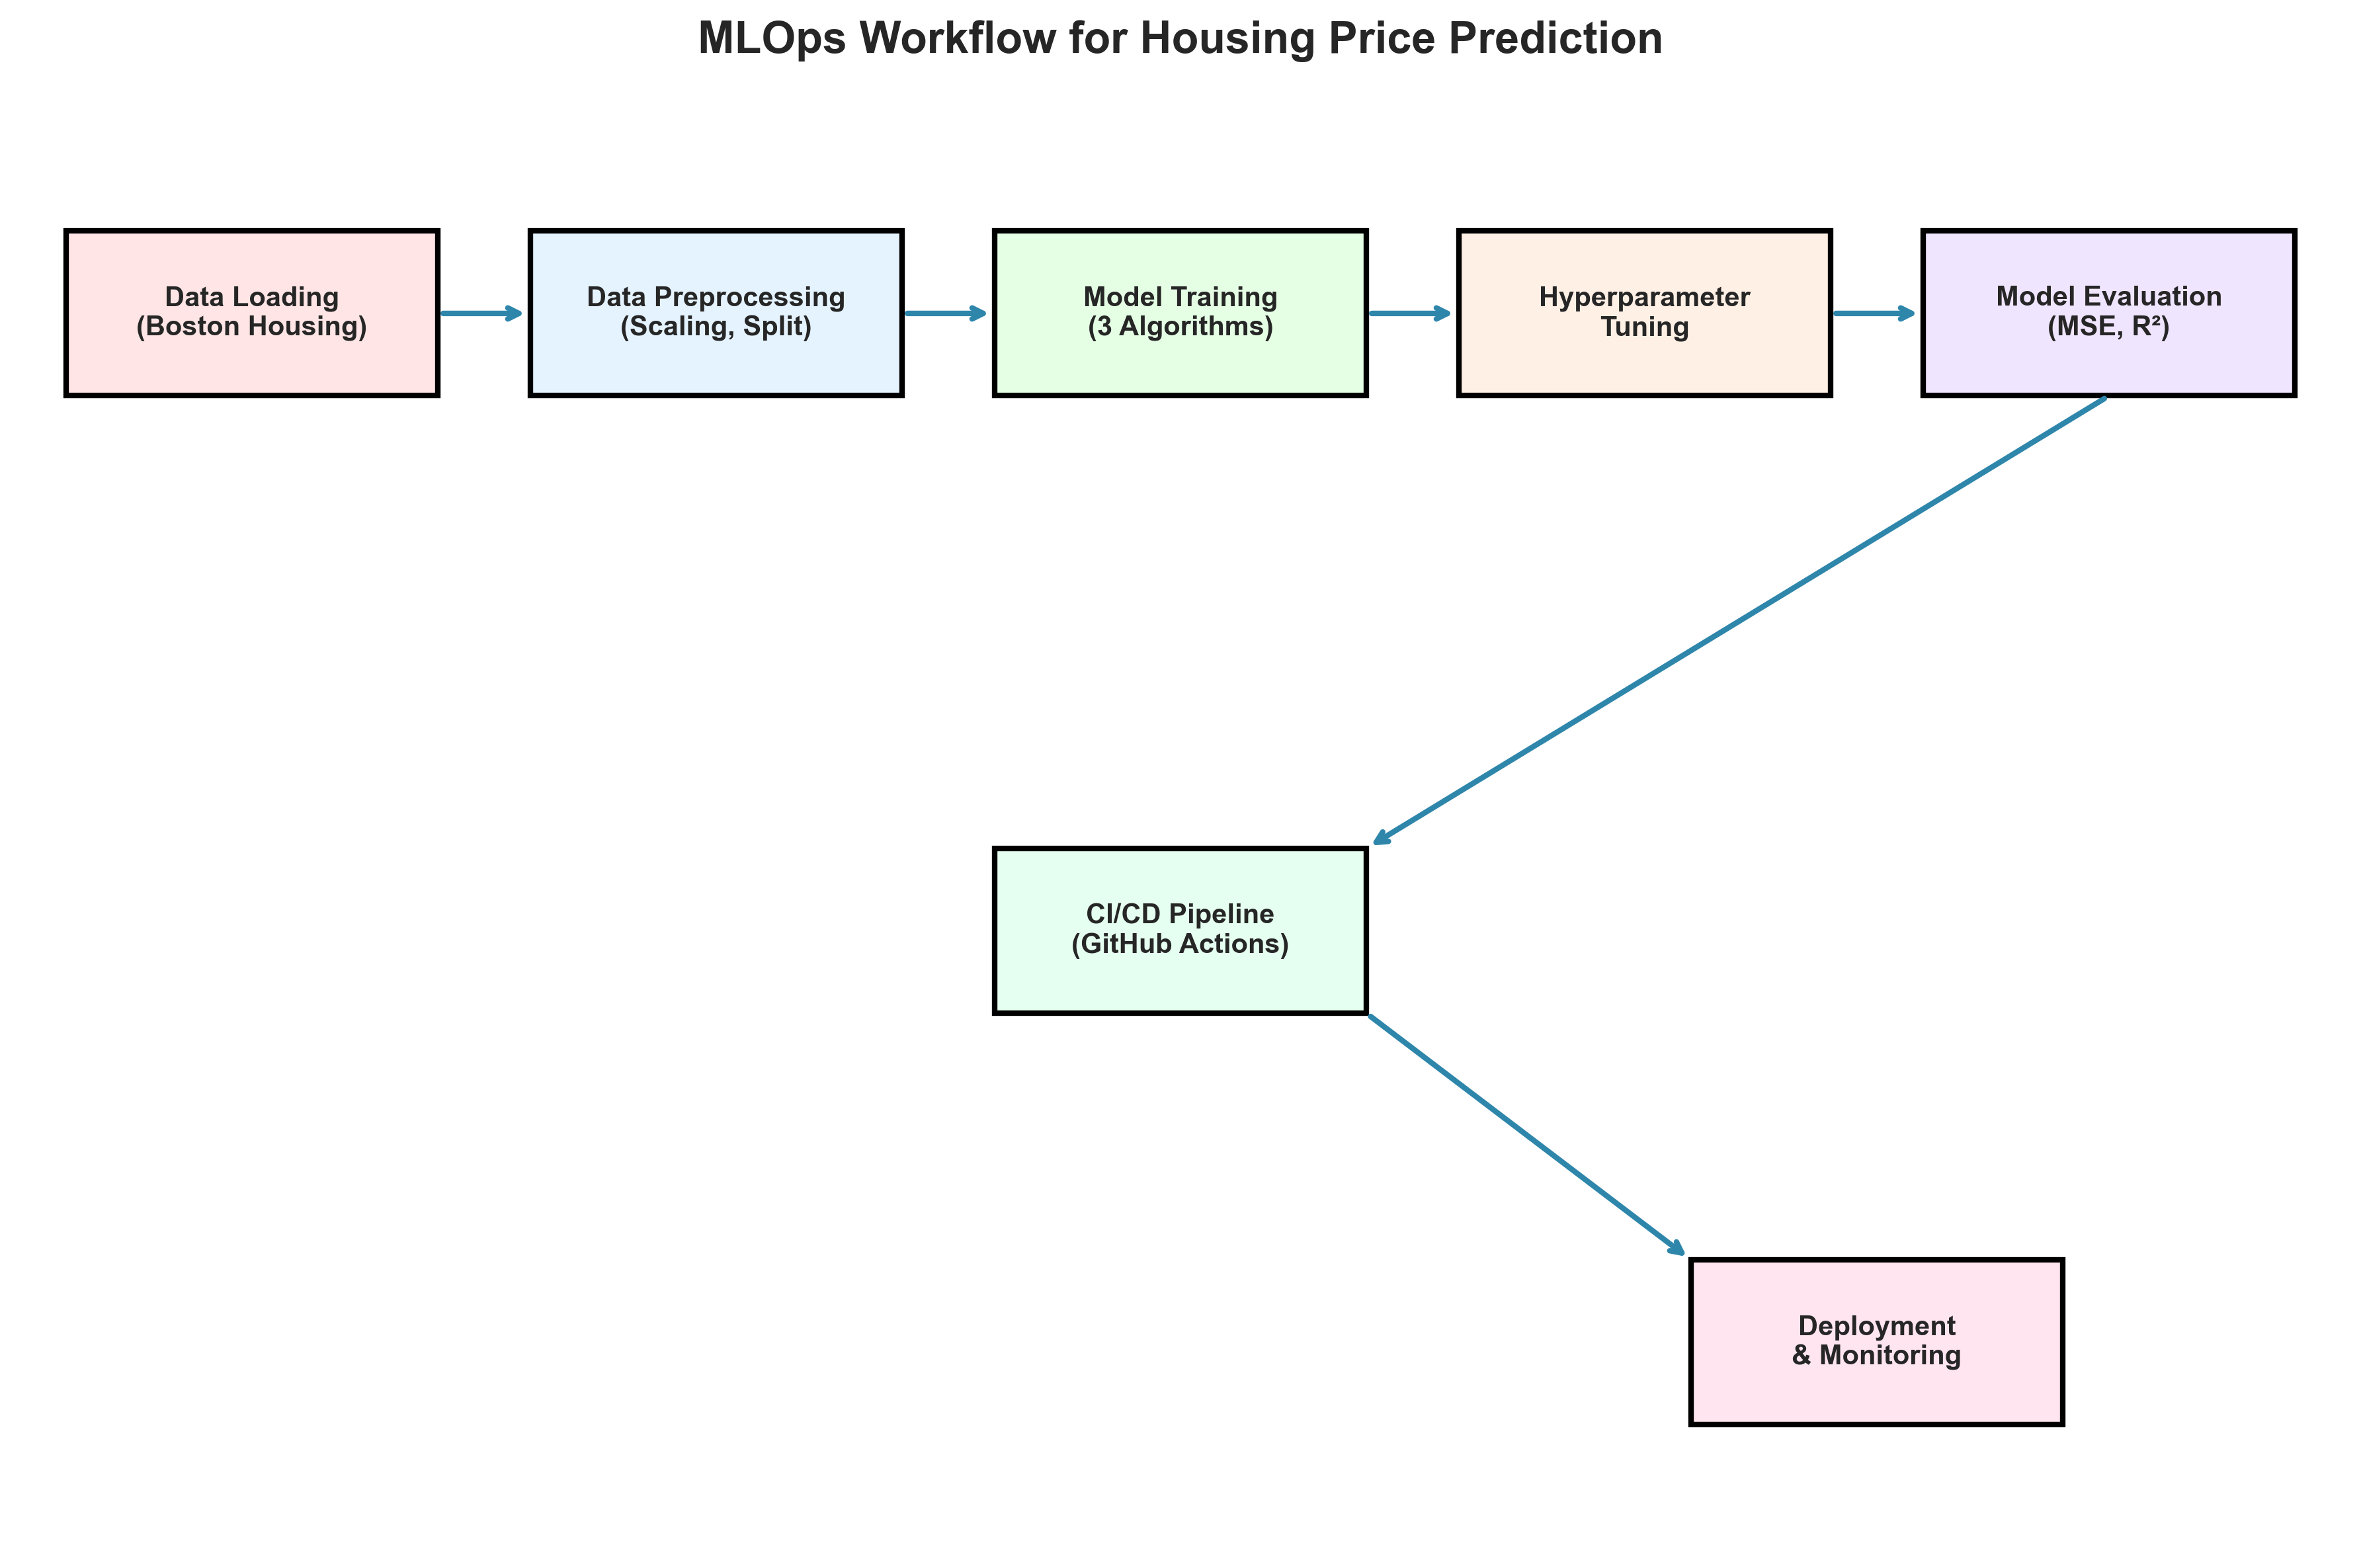 MLOps Workflow for Housing Price Prediction
Data Loading
(Boston Housing)
Data Preprocessing
(Scaling, Split)
Model Training
(3 Algorithms)
Hyperparameter
Tuning
Model Evaluation
(MSE, R²)
CI/CD Pipeline
(GitHub Actions)
Deployment
& Monitoring